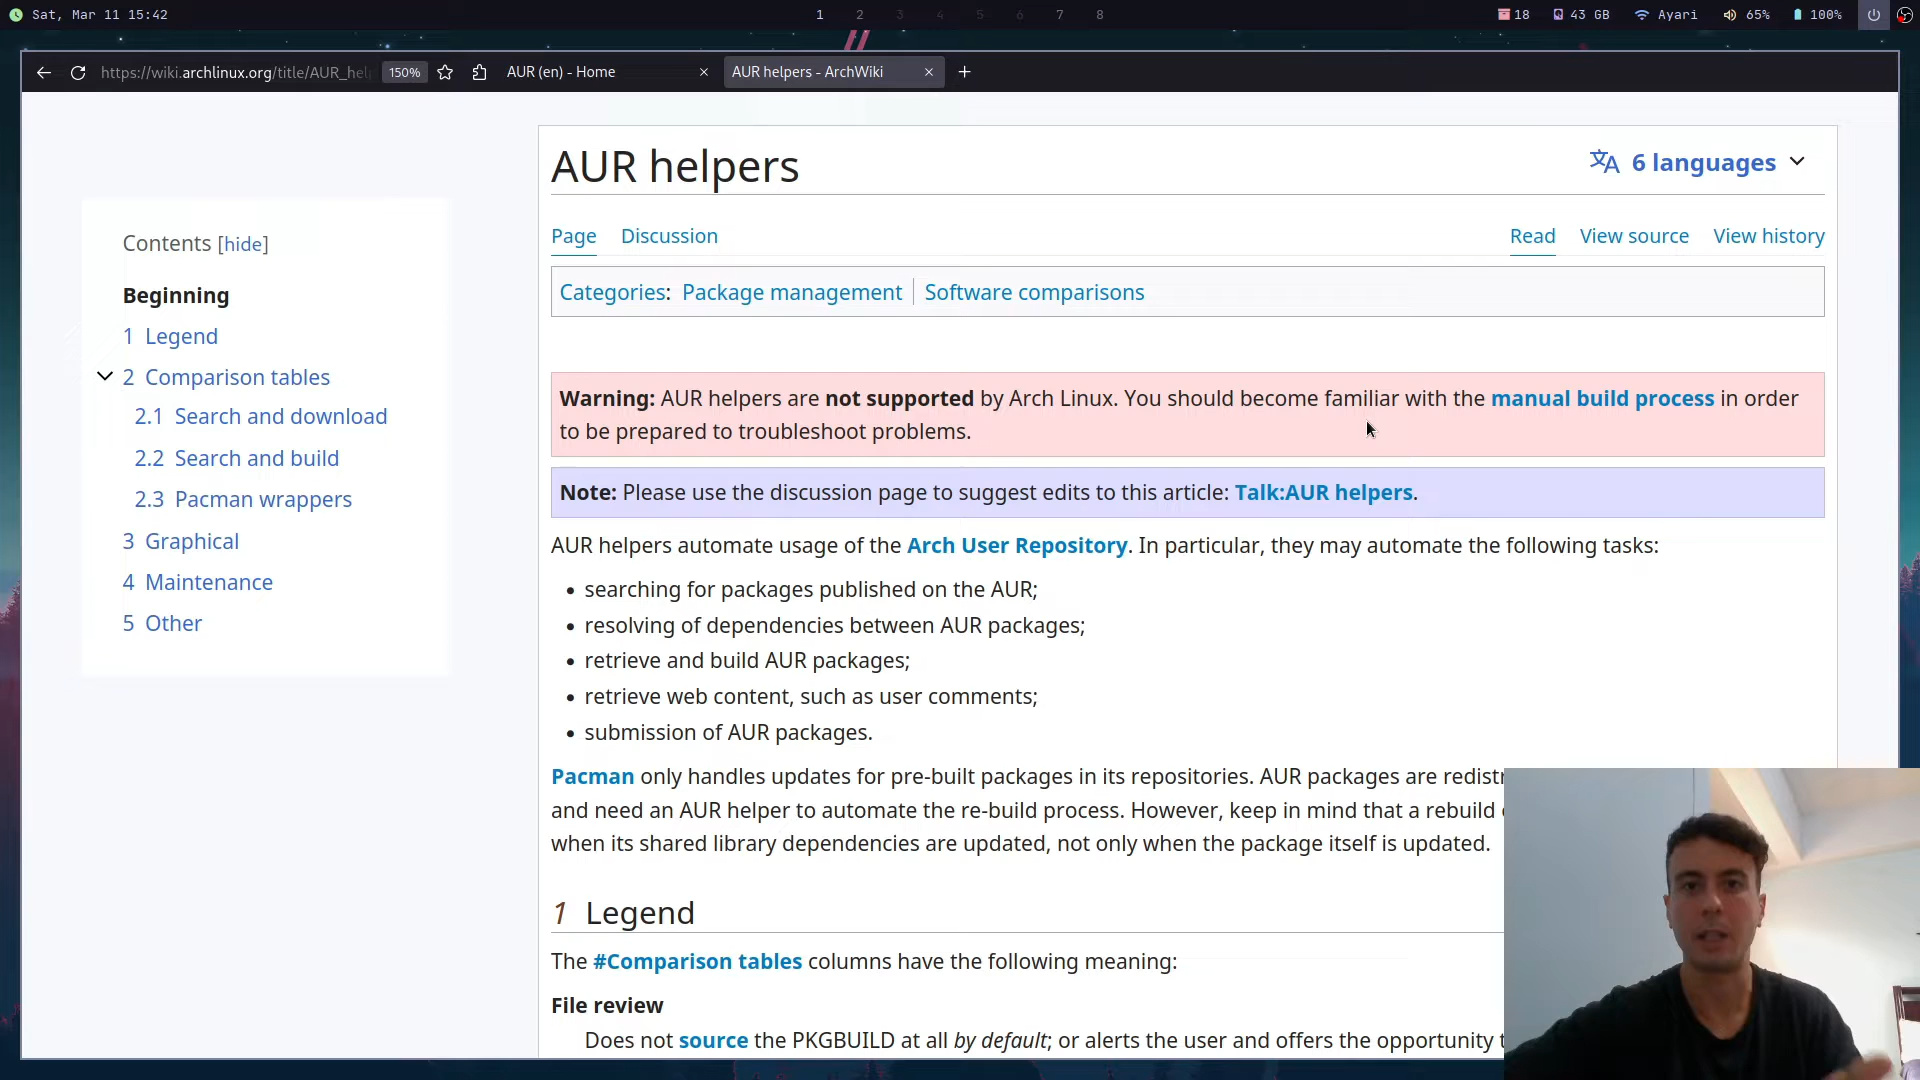 Sat, Mar 11 15:42
1 2 3 4 5 6 7 8
18 43 GB Ayari 65% 100%
https://wiki.archlinux.org/title/AUR_hel 150% AUR (en) - Home AUR helpers - ArchWiki
AUR helpers
6 languages
Page Discussion Read View source View history
Categories: Package management Software comparisons
Contents [hide]
Beginning
1 Legend
2 Comparison tables
2.1 Search and download
2.2 Search and build
2.3 Pacman wrappers
3 Graphical
4 Maintenance
5 Other
Warning: AUR helpers are not supported by Arch Linux. You should become familiar with the manual build process in order
to be prepared to troubleshoot problems.
Note: Please use the discussion page to suggest edits to this article: Talk:AUR helpers.
AUR helpers automate usage of the Arch User Repository. In particular, they may automate the following tasks:
• searching for packages published on the AUR;
• resolving of dependencies between AUR packages;
• retrieve and build AUR packages;
• retrieve web content, such as user comments;
• submission of AUR packages.
Pacman only handles updates for pre-built packages in its repositories. AUR packages are redistr
and need an AUR helper to automate the re-build process. However, keep in mind that a rebuild
when its shared library dependencies are updated, not only when the package itself is updated.
1 Legend
The #Comparison tables columns have the following meaning:
File review
Does not source the PKGBUILD at all by default; or alerts the user and offers the opportunity